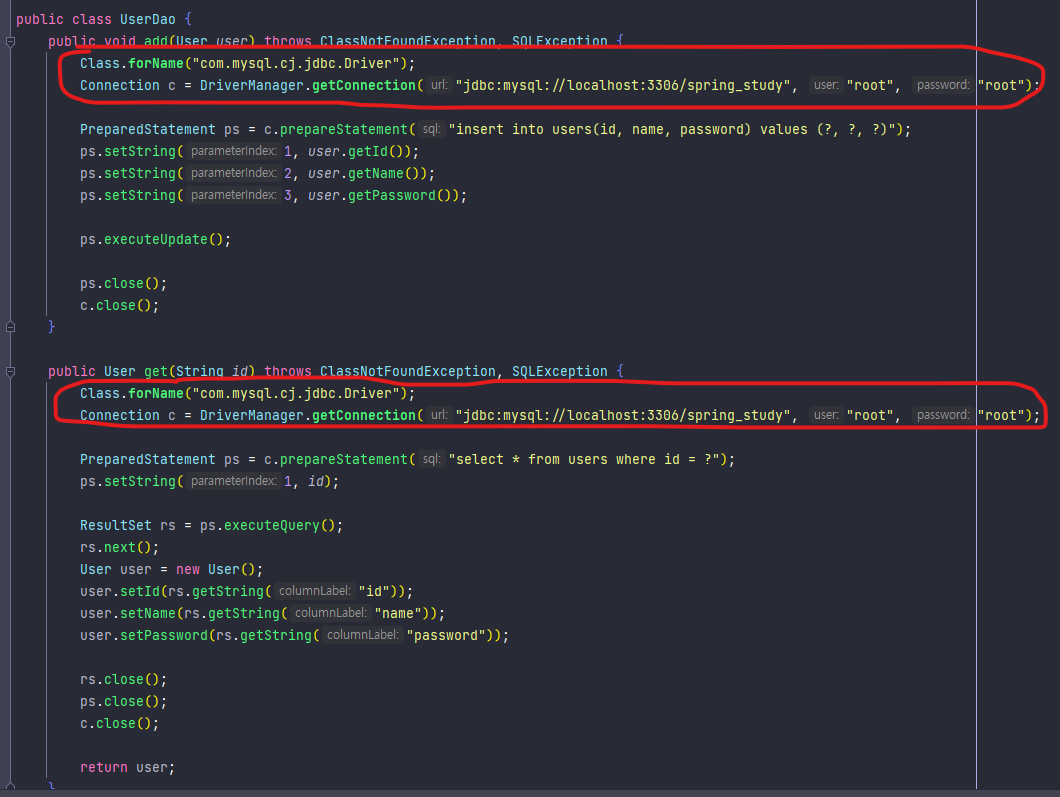 public class UserDao {
public void add(User user) throws ClassNotFoundException, SQLException {
Class.forName("com.mysql.cj.jdbc.Driver");
Connection c = DriverManager.getConnection( url: "jdbc:mysql://localhost:3306/spring_study", user: "root", password: "root");
PreparedStatement ps = c.prepareStatement( sql: "insert into users(id, name, password) values (?, ?, ?)");
ps.setString( parameterIndex: 1, user.getId());
ps.setString( parameterIndex: 2, user.getName());
ps.setString( parameterIndex: 3, user.getPassword());
ps.executeUpdate();
ps.close();
c.close();
}
public User get(String id) throws ClassNotFoundException, SQLException {
Class.forName("com.mysql.cj.jdbc.Driver");
Connection c = DriverManager.getConnection( url: "jdbc:mysql://localhost:3306/spring_study", user: "root", password: "root");
PreparedStatement ps = c.prepareStatement( sql: "select * from users where id = ?");
ps.setString( parameterIndex: 1, id);
ResultSet rs = ps.executeQuery();
rs.next();
User user = new User();
user.setId(rs.getString( columnLabel: "id"));
user.setName(rs.getString( columnLabel: "name"));
user.setPassword(rs.getString( columnLabel: "password"));
rs.close();
ps.close();
c.close();
return user;
}